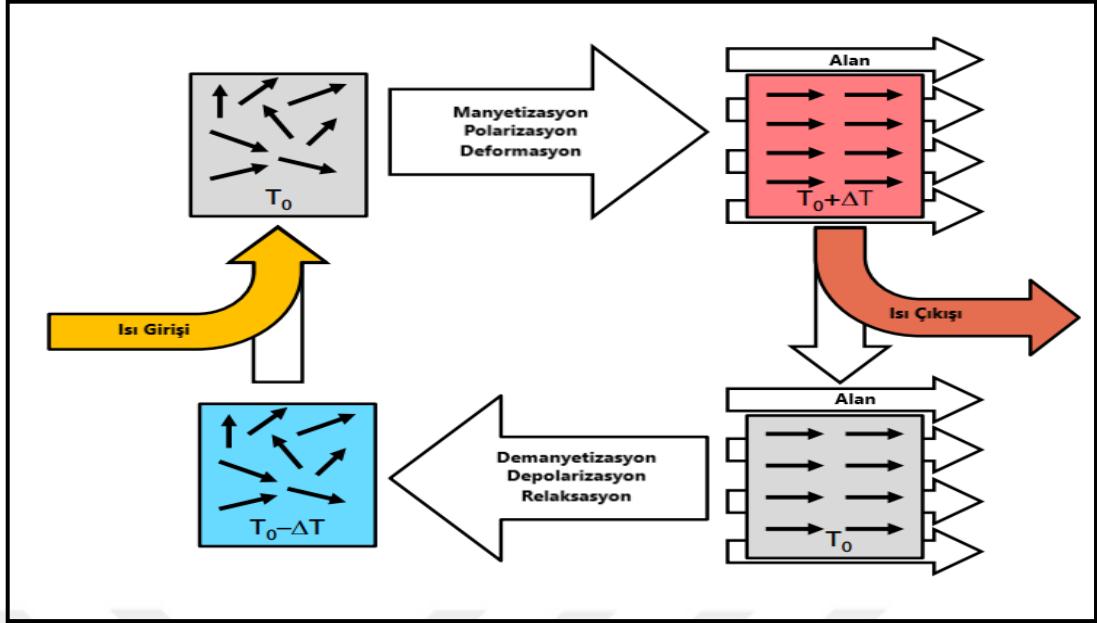 Alan
Manyetizasyon
Polarizasyon
Deformasyon
T₀
T₀+ΔT
Isı Girişi
Isı Çıkışı
Alan
Demanyetizasyon
Depolarizasyon
Relaksasyon
T₀−ΔT
T₀